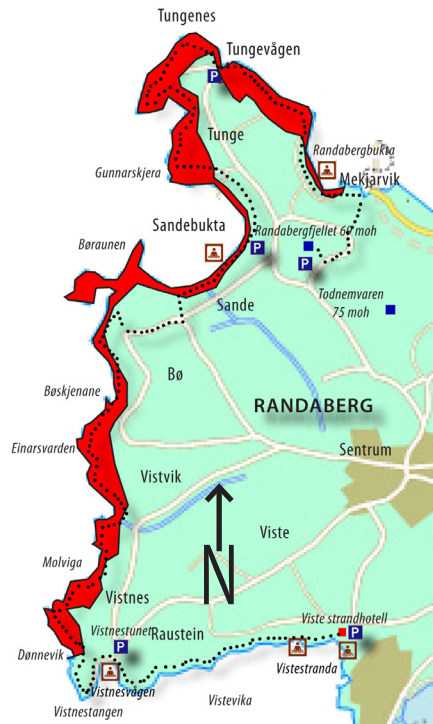 Tungenes
Tungevågen
P
Tunge
Randabergbukta
Gunnarskjera
Mekjarvik
Sandebukta
Randabergfjellet 60 moh
P
P
Børaunen
Todnemvaren
75 moh
Sande
Bø
Bøskjenane
RANDABERG
Einarsvarden
Sentrum
Vistvik
Viste
N
Molviga
Vistnes
Viste strandhotell
Vistnestunet
Raustein
P
P
Dønnevik
Vistestranda
Vistnesvågen
Vistevika
Vistnestangen